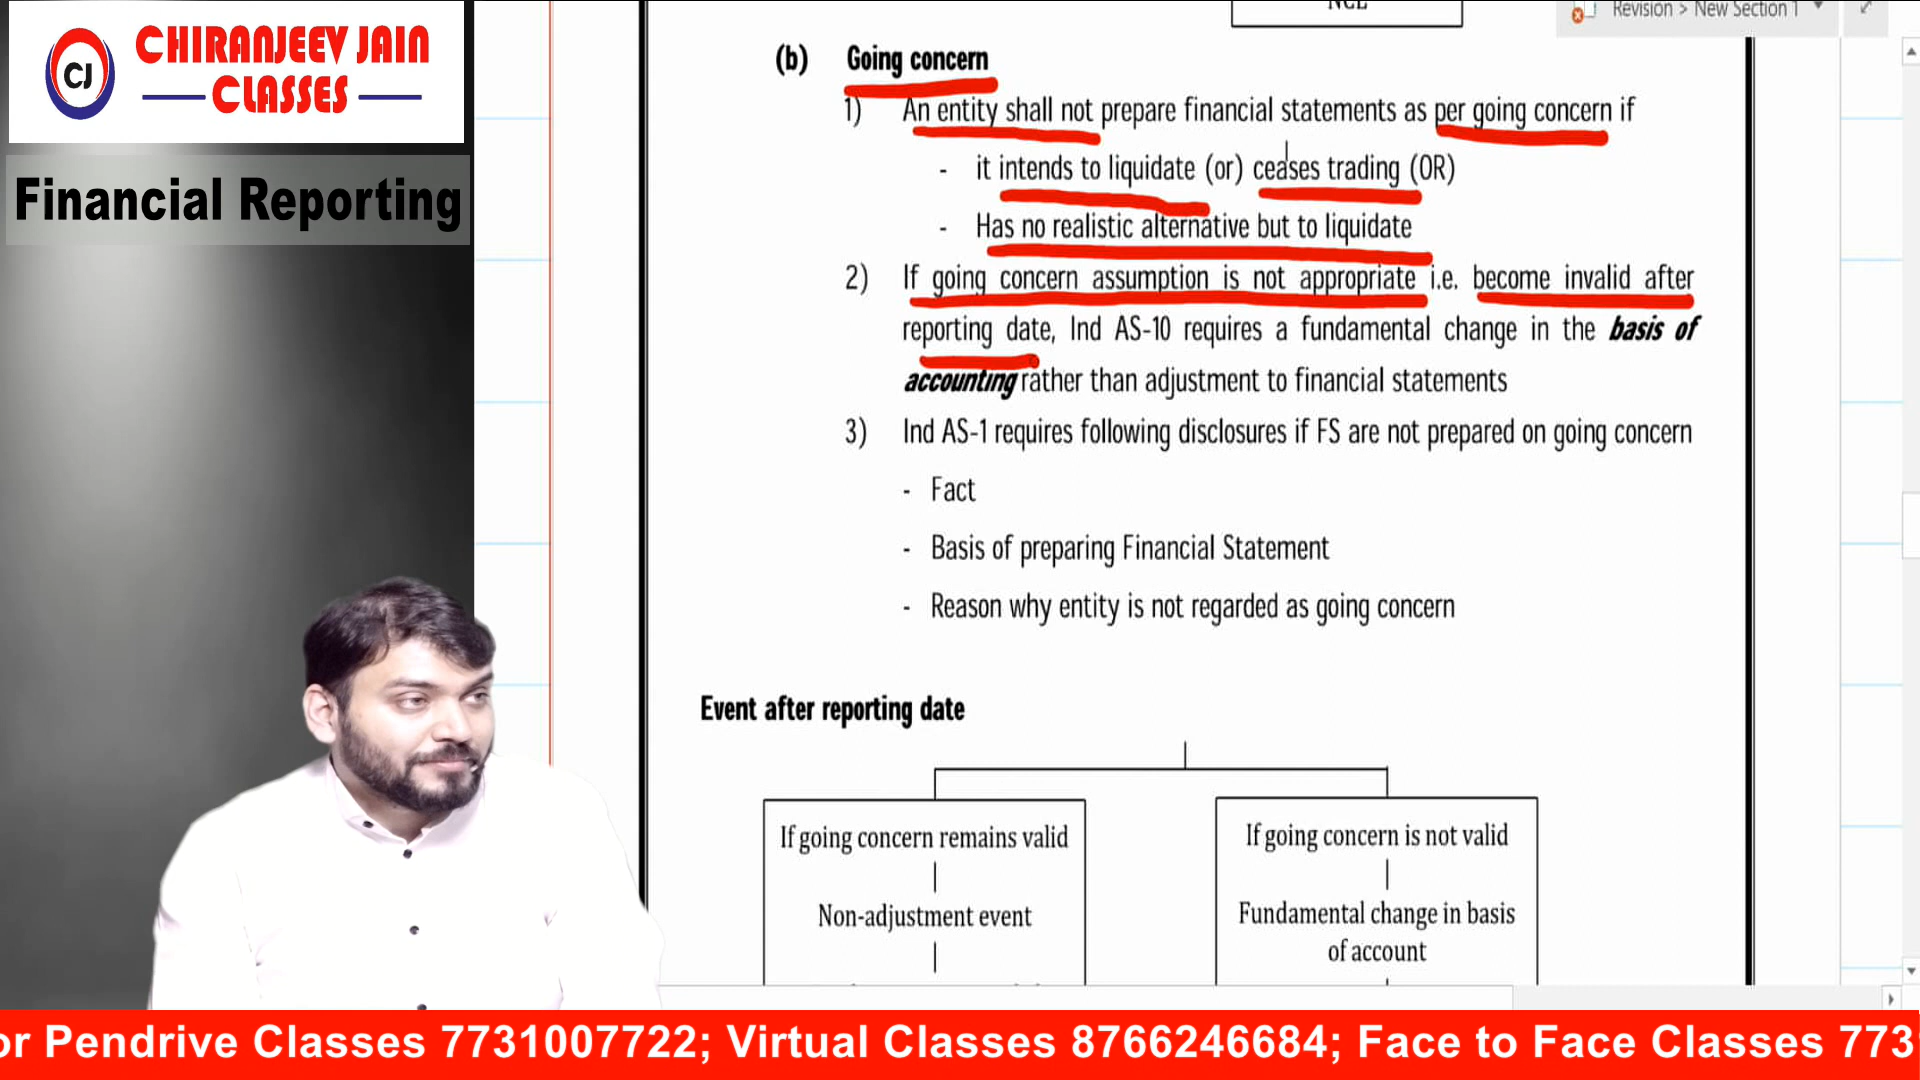 NCL
Revision > New Section 1
CHIRANJEEV JAIN
CJ
CLASSES
Financial Reporting
(b) Going concern
1) An entity shall not prepare financial statements as per going concern if
- it intends to liquidate (or) ceases trading (OR)
- Has no realistic alternative but to liquidate
2) If going concern assumption is not appropriate i.e. become invalid after
reporting date, Ind AS-10 requires a fundamental change in the basis of
accounting rather than adjustment to financial statements
3) Ind AS-1 requires following disclosures if FS are not prepared on going concern
- Fact
- Basis of preparing Financial Statement
- Reason why entity is not regarded as going concern
Event after reporting date
If going concern remains valid
Non-adjustment event
If going concern is not valid
Fundamental change in basis
of account
or Pendrive Classes 7731007722; Virtual Classes 8766246684; Face to Face Classes 773